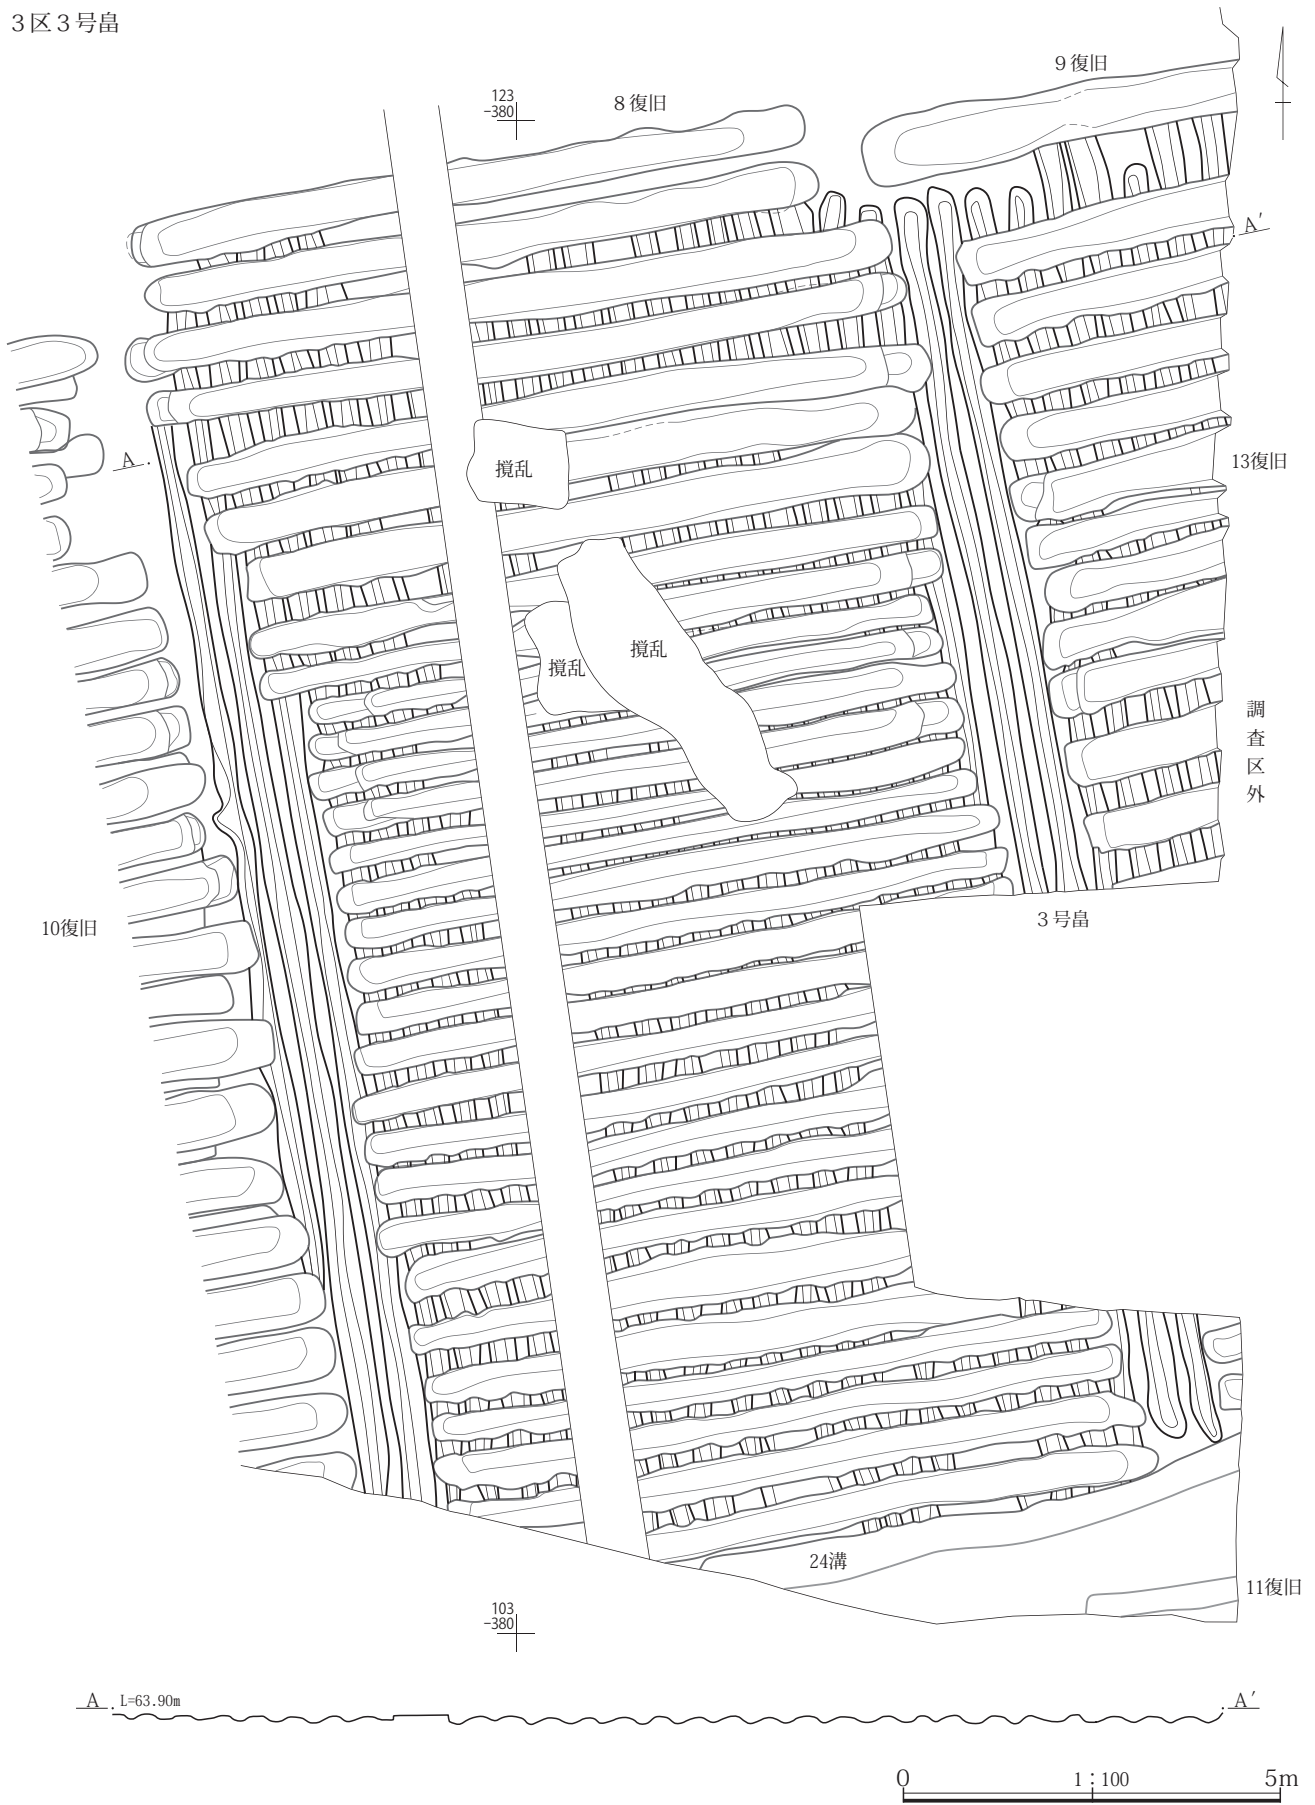 ３区３号畠
９復旧
123
-380
８復旧
A′
A
撹乱
13復旧
撹乱
撹乱
調査区外
10復旧
３号畠
24溝
11復旧
103
-380
A
L=63.90m
A′
0
1：100
5m